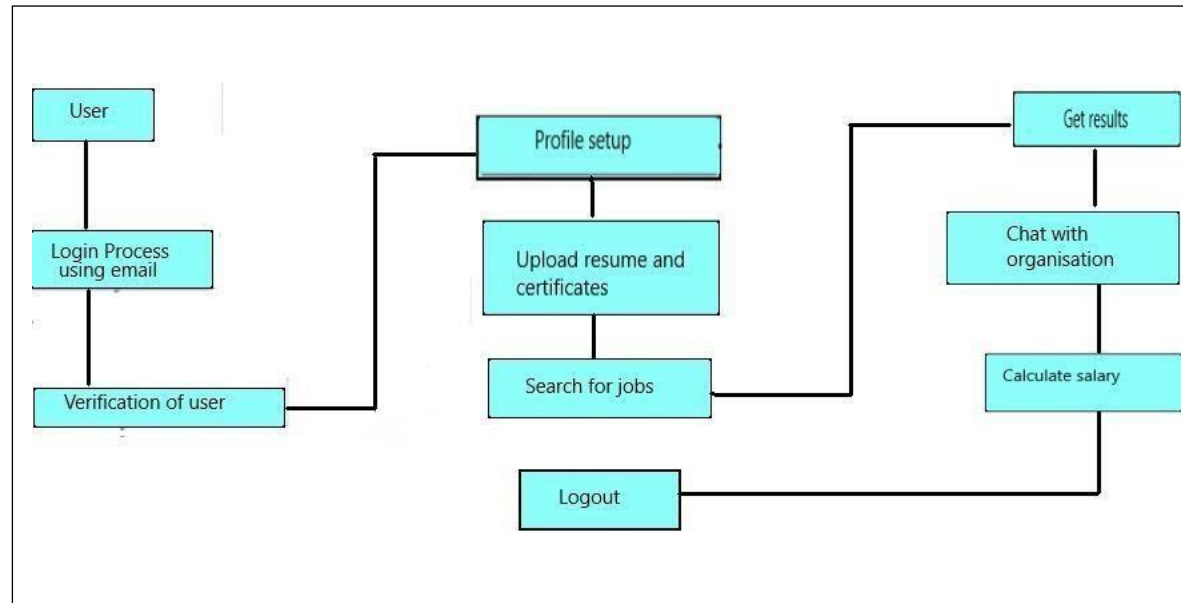 User
Login Process
using email
Verification of user
Profile setup
Upload resume and
certificates
Search for jobs
Get results
Chat with
organisation
Calculate salary
Logout